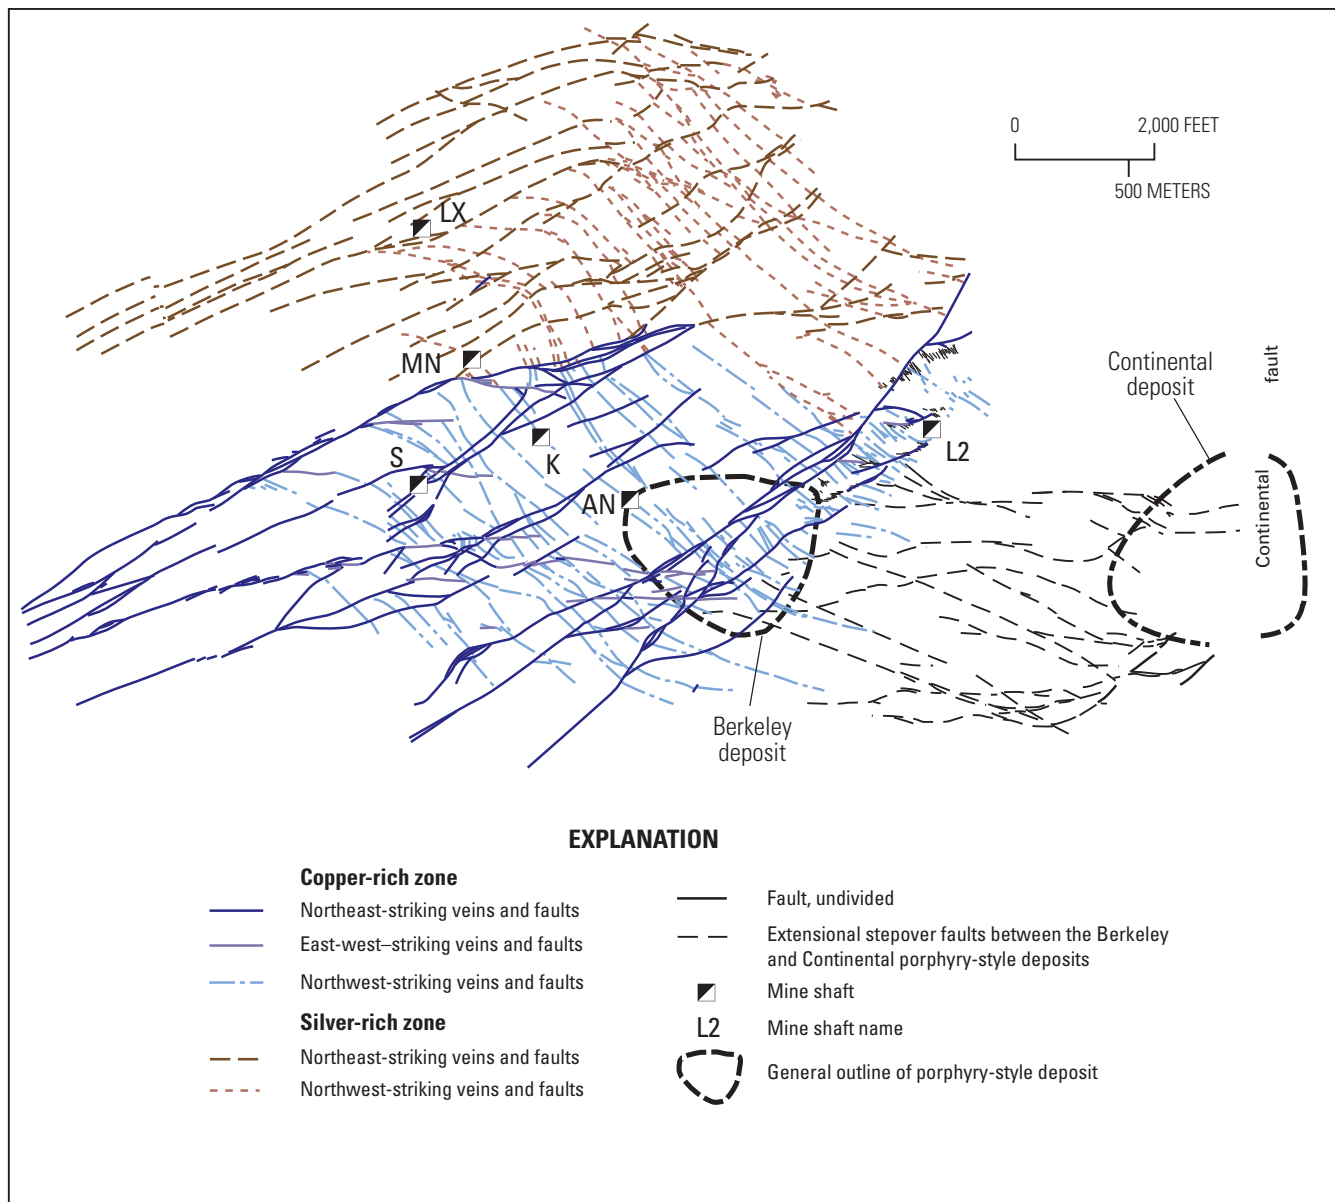 0 2,000 FEET
500 METERS
LX
MN
S
K
AN
L2
Continental
deposit
fault
Continental
Berkeley
deposit
EXPLANATION
Copper-rich zone
Northeast-striking veins and faults
East-west–striking veins and faults
Northwest-striking veins and faults
Silver-rich zone
Northeast-striking veins and faults
Northwest-striking veins and faults
Fault, undivided
Extensional stepover faults between the Berkeley
and Continental porphyry-style deposits
Mine shaft
L2 Mine shaft name
General outline of porphyry-style deposit